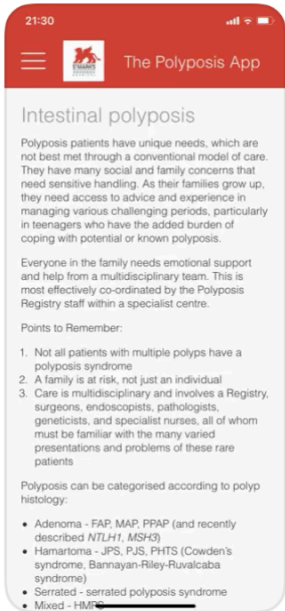 21:30
ST MARK'S
The Polyposis App
Intestinal polyposis
Polyposis patients have unique needs, which are
not best met through a conventional model of care.
They have many social and family concerns that
need sensitive handling. As their families grow up,
they need access to advice and experience in
managing various challenging periods, particularly
in teenagers who have the added burden of
coping with potential or known polyposis.
Everyone in the family needs emotional support
and help from a multidisciplinary team. This is
most effectively co-ordinated by the Polyposis
Registry staff within a specialist centre.
Points to Remember:
1. Not all patients with multiple polyps have a
polyposis syndrome
2. A family is at risk, not just an individual
3. Care is multidisciplinary and involves a Registry,
surgeons, endoscopists, pathologists,
geneticists, and specialist nurses, all of whom
must be familiar with the many varied
presentations and problems of these rare
patients
Polyposis can be categorised according to polyp
histology:
• Adenoma - FAP, MAP, PPAP (and recently
described NTLH1, MSH3)
• Hamartoma - JPS, PJS, PHTS (Cowden's
syndrome, Bannayan-Riley-Ruvalcaba
syndrome)
• Serrated - serrated polyposis syndrome
• Mixed - HMPS